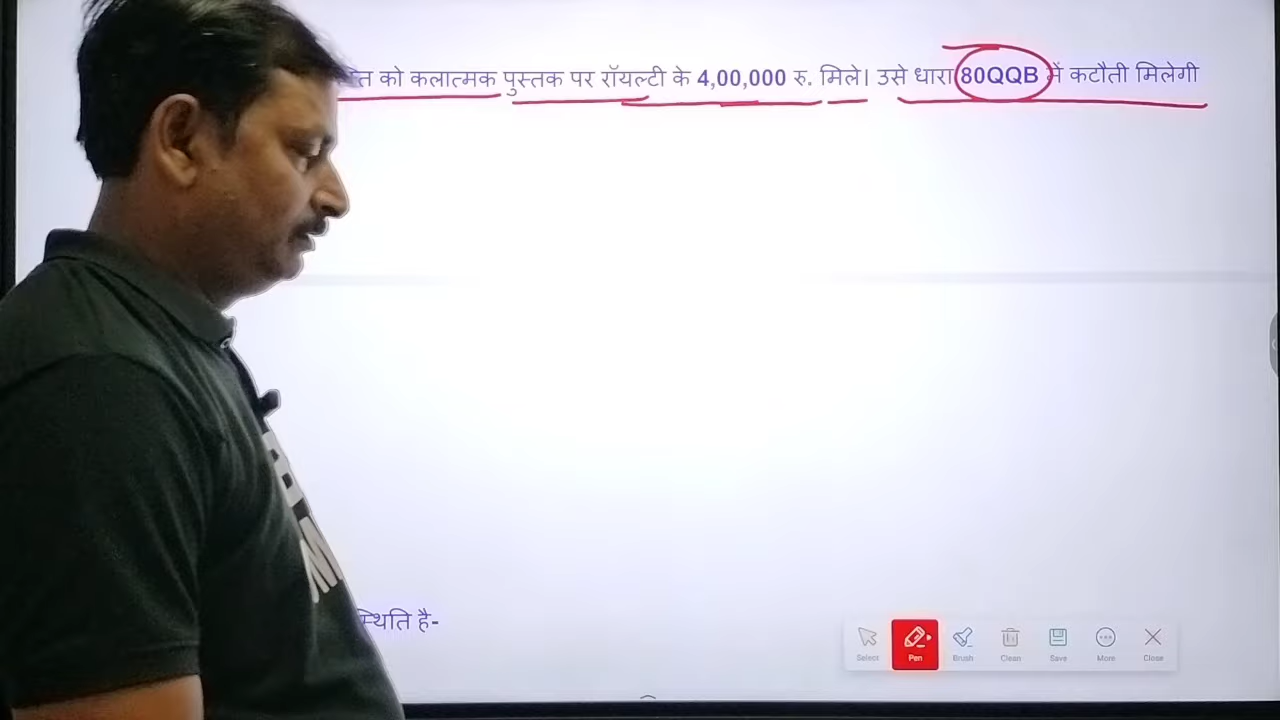 को कलात्मक पुस्तक पर रॉयल्टी के 4,00,000 रु. मिले। उसे धारा 80QQB में कटौती मिलेगी
है-
Select Pen Brush Clean Save More Close